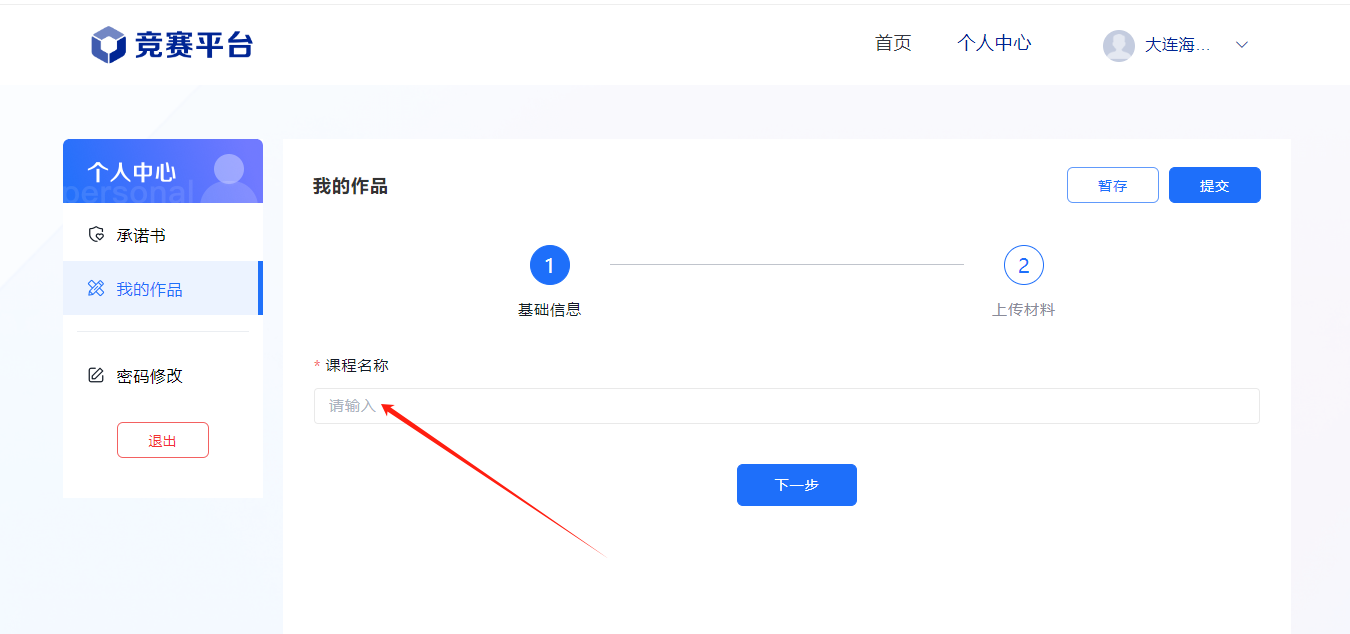 竞赛平台
首页
个人中心
大连海...
个人中心
personal
承诺书
我的作品
密码修改
退出
我的作品
暂存
提交
1
2
基础信息
上传材料
* 课程名称
请输入
下一步